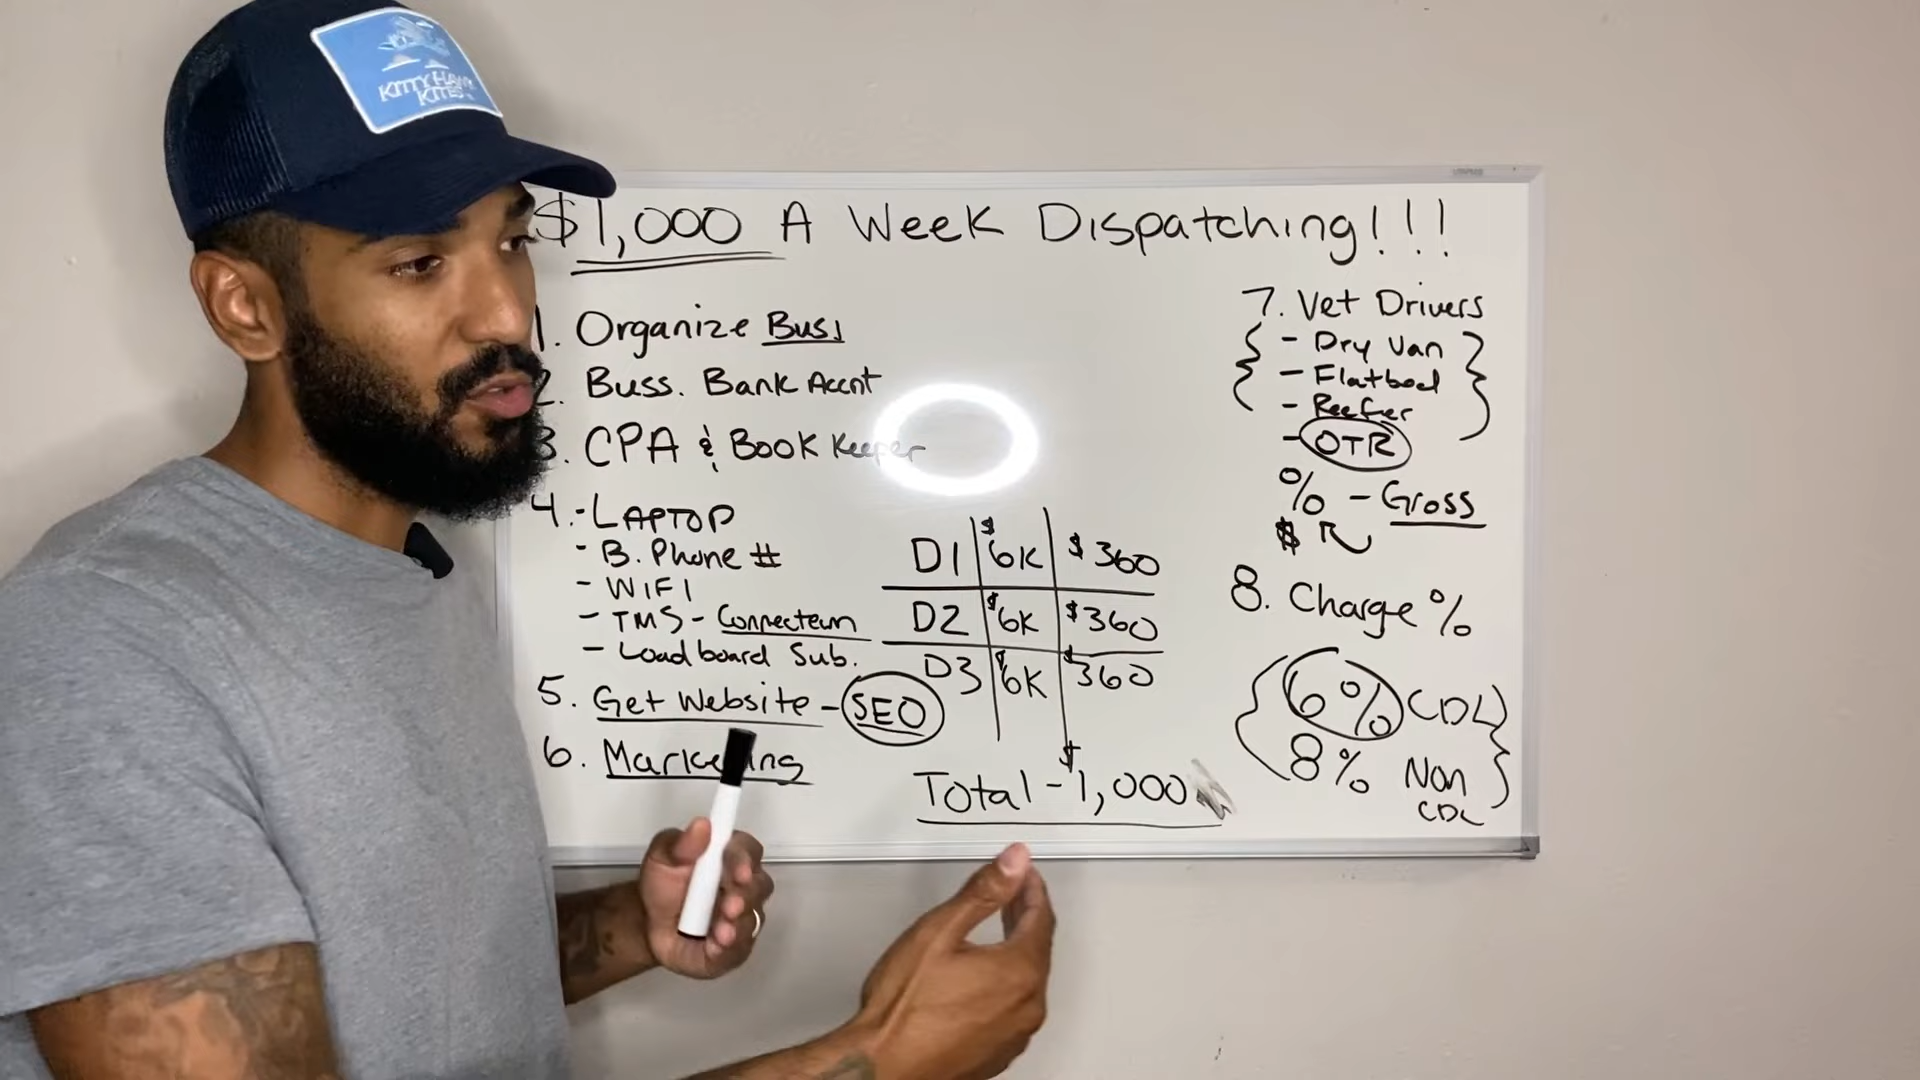 KITTY HAWK
KITES
$1,000 A Week Dispatching!!!
1. Organize Buss
2. Buss. Bank Accnt
3. CPA & Book Keeper
4. - LAPTOP
- B. Phone #
- WIFI
- TMS - Connecteam
- Loadboard Sub.
5. Get Website - SEO
6. Marketing
D1 $6K $360
D2 $6K $360
D3 $6K $360
Total - $1,000
7. Vet Drivers
- Dry Van
- Flatbed
- Reefer
- OTR
% - Gross
$
8. Charge %
6% CDL
8% Non
CDL